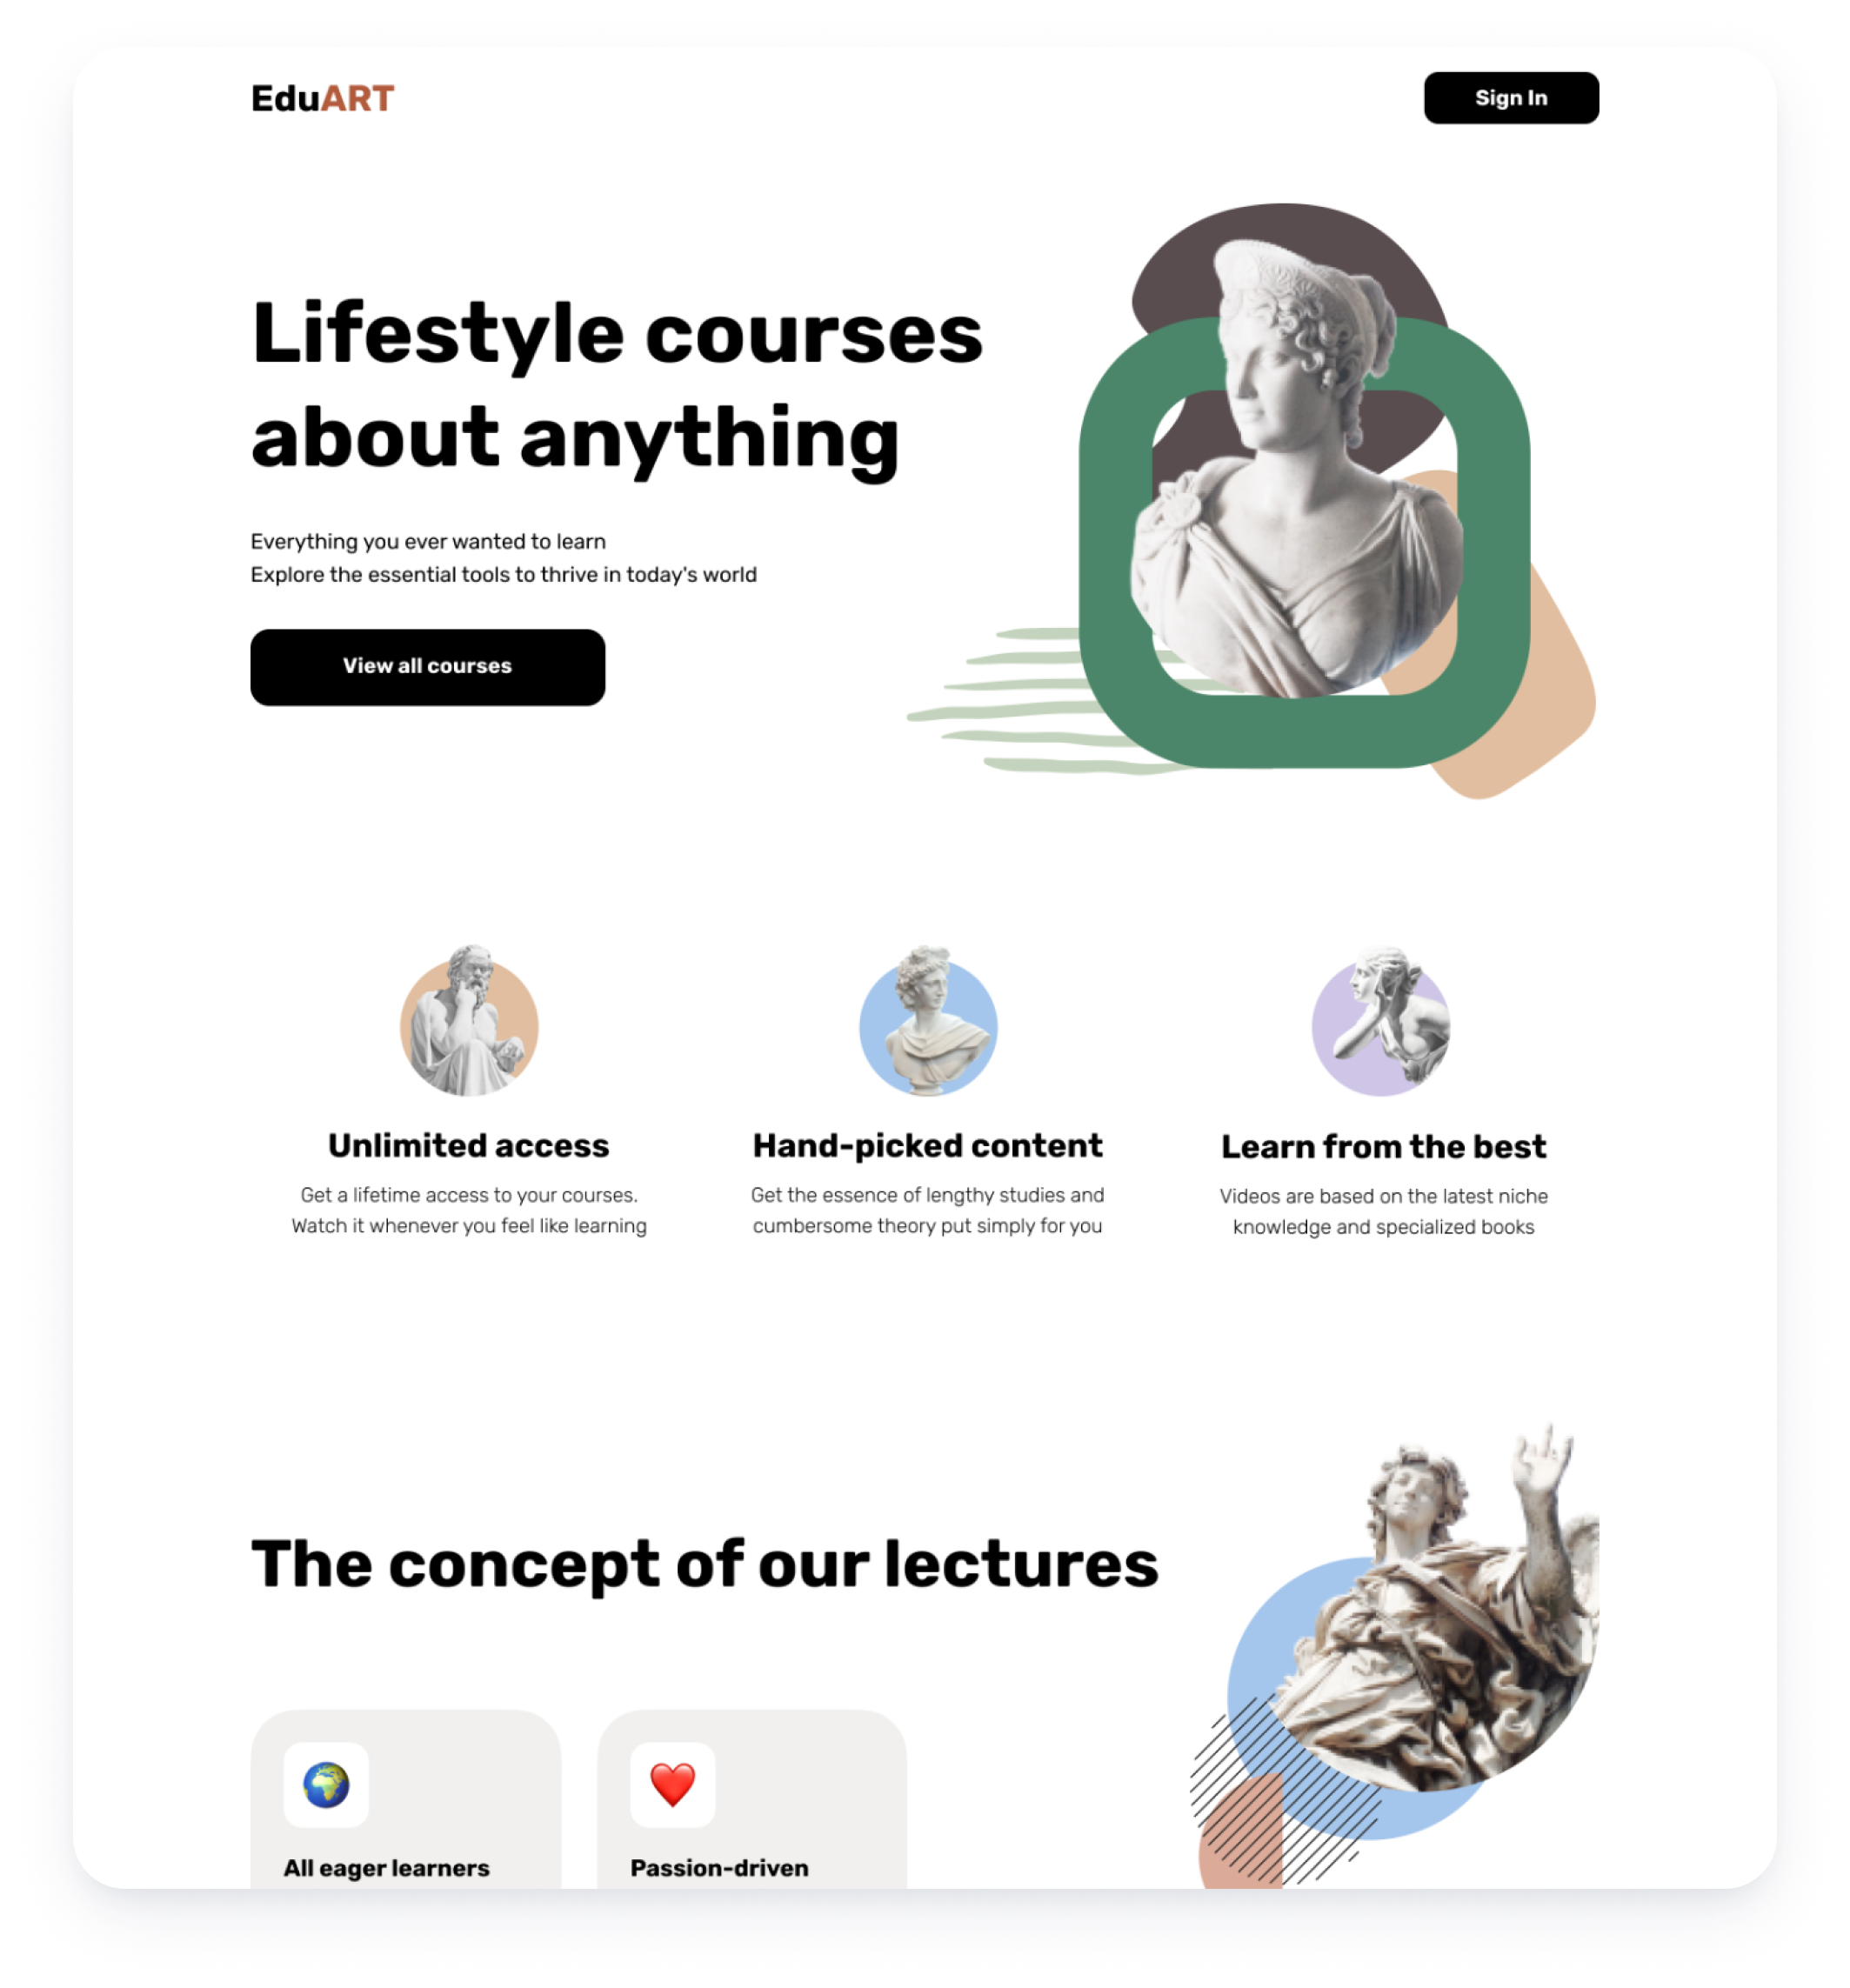 EduART
Sign In
Lifestyle courses
about anything
Everything you ever wanted to learn
Explore the essential tools to thrive in today's world
View all courses
Unlimited access
Get a lifetime access to your courses.
Watch it whenever you feel like learning
Hand-picked content
Get the essence of lengthy studies and
cumbersome theory put simply for you
Learn from the best
Videos are based on the latest niche
knowledge and specialized books
The concept of our lectures
All eager learners
Passion-driven